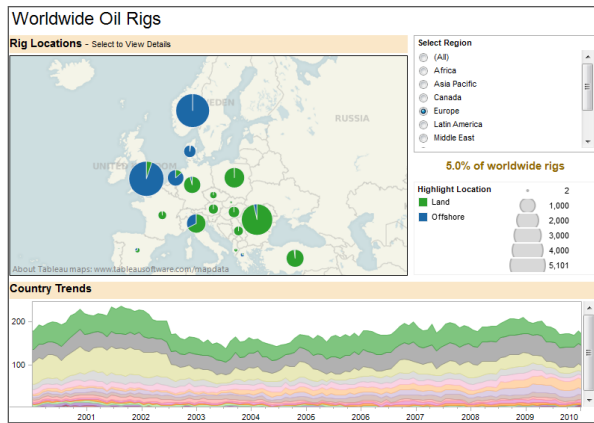 Worldwide Oil Rigs
Rig Locations - Select to View Details
Select Region
(All)
Africa
Asia Pacific
Canada
Europe
Latin America
Middle East
RUSSIA
5.0% of worldwide rigs
Highlight Location
Land
Offshore
2
1,000
2,000
3,000
4,000
5,101
About Tableau maps: www.tableausoftware.com/mapdata
Country Trends
200
100
2001
2002
2003
2004
2005
2006
2007
2008
2009
2010